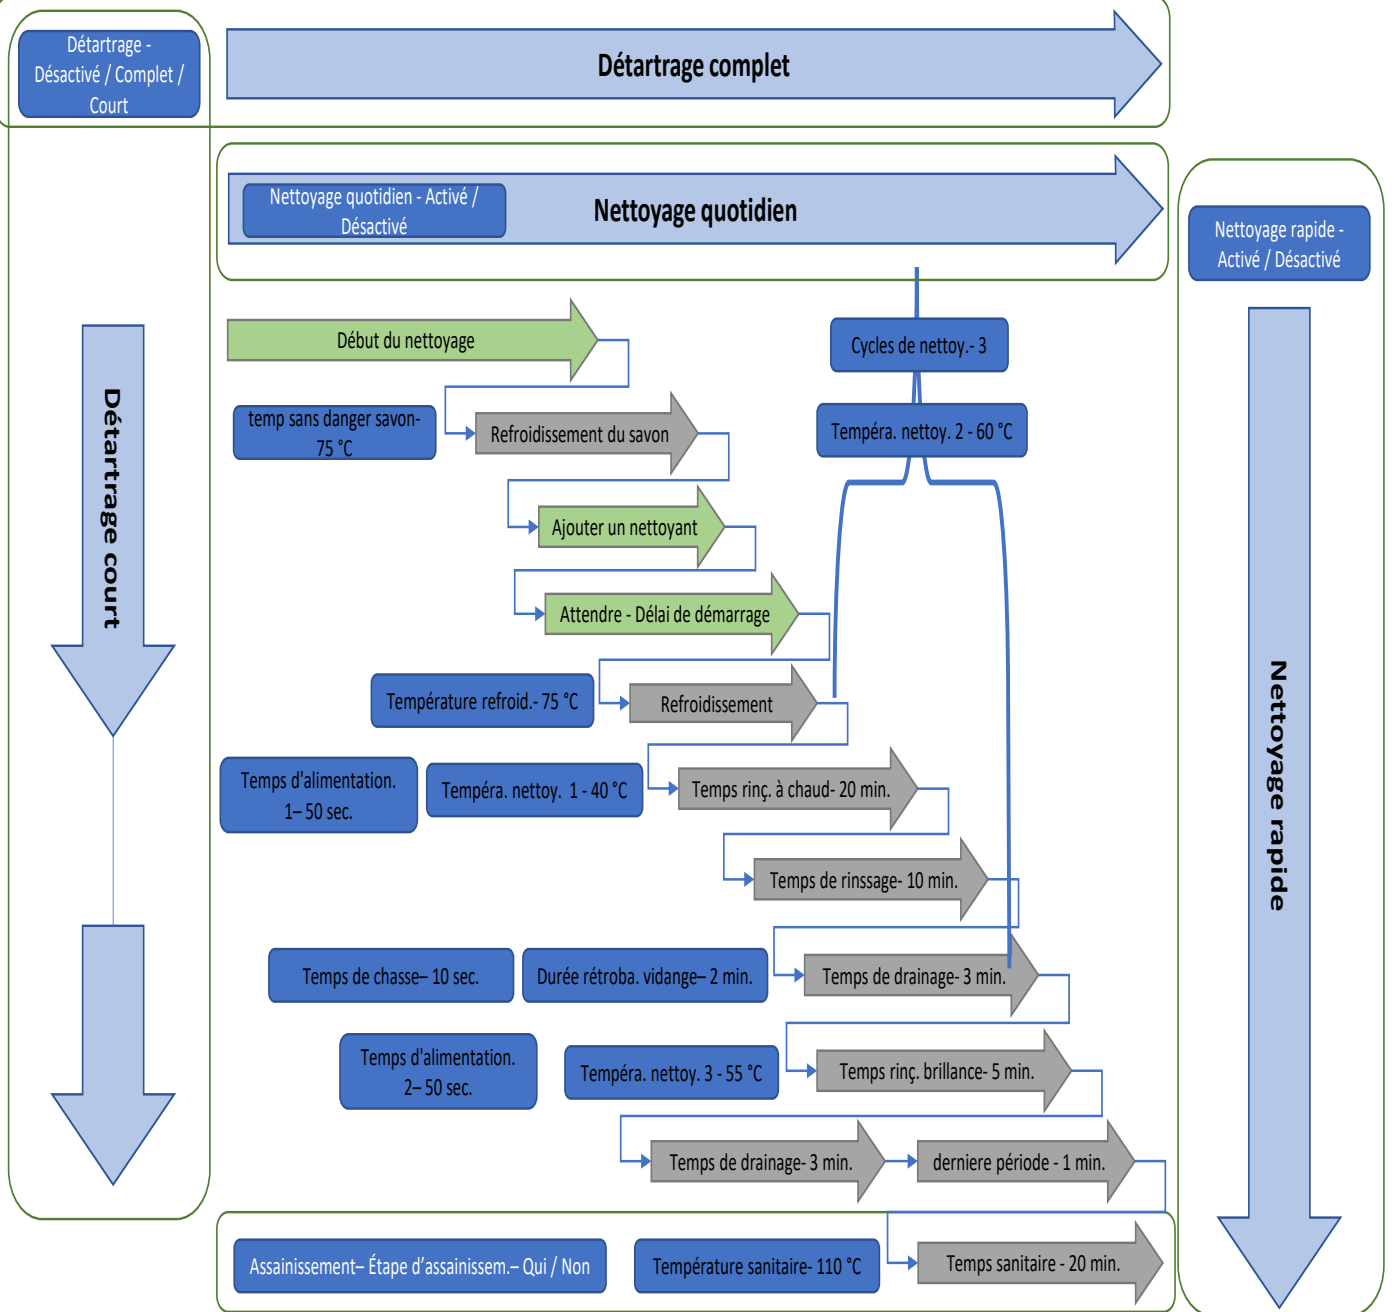 Détartrage -
Désactivé / Complet /
Court
Détartrage complet
Nettoyage quotidien - Activé /
Désactivé
Nettoyage quotidien
Nettoyage rapide -
Activé / Désactivé
Début du nettoyage
Cycles de nettoy.- 3
temp sans danger savon-
75 °C
Refroidissement du savon
Tempéra. nettoy. 2 - 60 °C
Détartrage court
Ajouter un nettoyant
Attendre - Délai de démarrage
Température refroid.- 75 °C
Refroidissement
Nettoyage rapide
Temps d'alimentation.
1– 50 sec.
Tempéra. nettoy. 1 - 40 °C
Temps rinç. à chaud- 20 min.
Temps de rinssage- 10 min.
Temps de chasse– 10 sec.
Durée rétroba. vidange– 2 min.
Temps de drainage- 3 min.
Temps d'alimentation.
2– 50 sec.
Tempéra. nettoy. 3 - 55 °C
Temps rinç. brillance- 5 min.
Temps de drainage- 3 min.
derniere période - 1 min.
Assainissement– Étape d’assainissem.– Qui / Non
Température sanitaire- 110 °C
Temps sanitaire - 20 min.